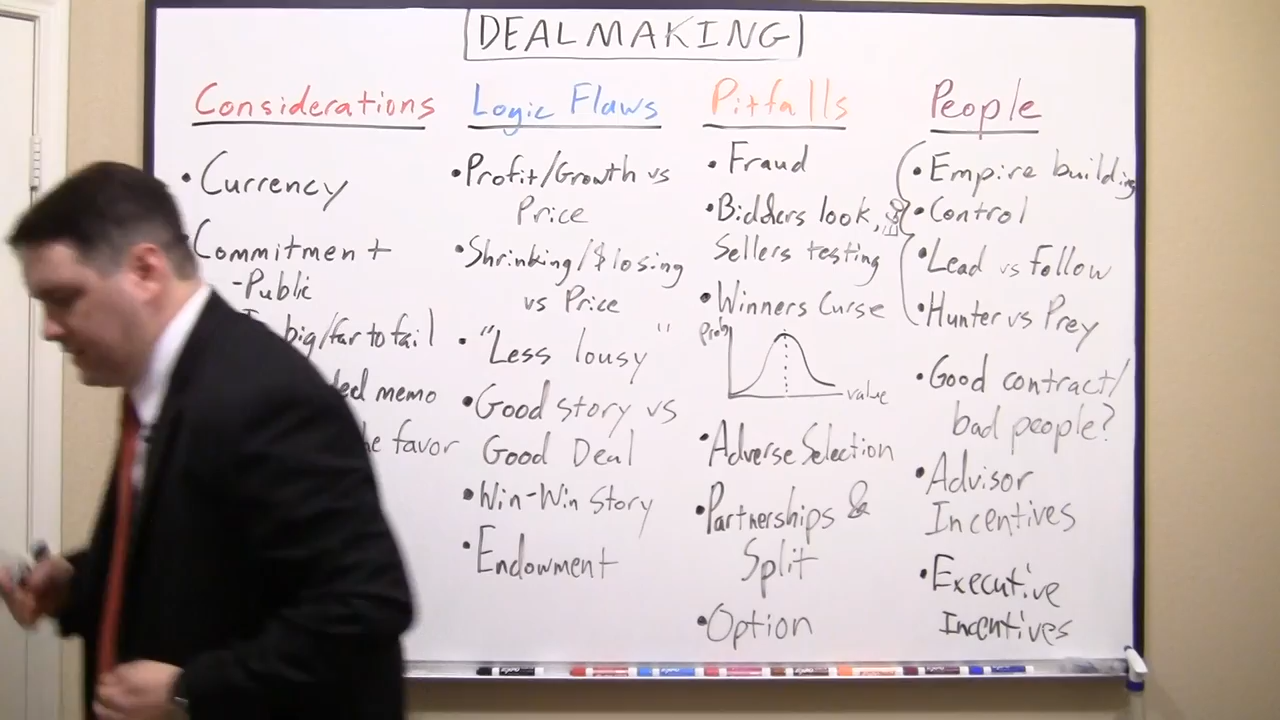 DEALMAKING
Considerations
• Currency
Commitment
- Public
big/far to fail
memo
favor
Logic Flaws
• Profit/Growth vs
Price
• Shrinking/$ losing
vs Price
• "Less lousy"
• Good story vs
Good Deal
• Win-Win Story
• Endowment
Pitfalls
• Fraud
• Bidders look,
Sellers testing
• Winners Curse
Prob
value
• Adverse Selection
• Partnerships &
Split
• Option
People
• Empire building
• Control
• Lead vs Follow
• Hunter vs Prey
• Good contract/
bad people?
• Advisor
Incentives
• Executive
Incentives